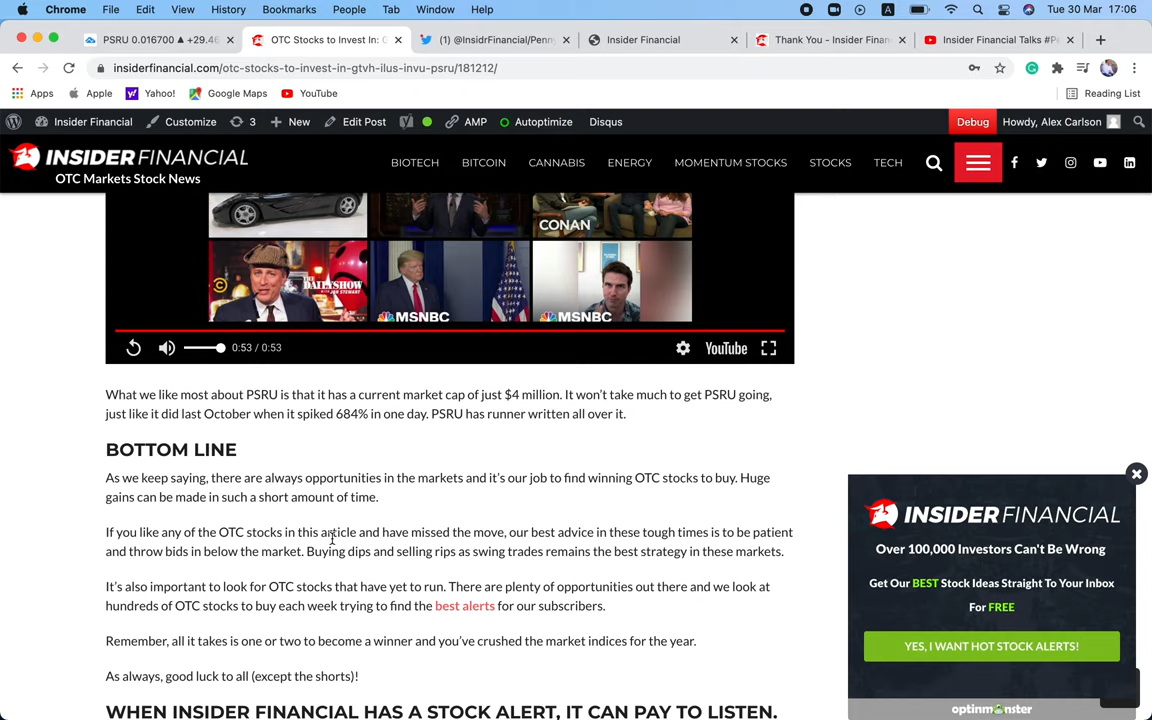 Chrome File Edit View History Bookmarks People Tab Window Help Tue 30 Mar 17:06
PSRU 0.016700 ▲ +29.46 OTC Stocks to Invest In: G (1) @InsidrFinancial/Penny Insider Financial Thank You - Insider Finan Insider Financial Talks #Pe
insiderfinancial.com/otc-stocks-to-invest-in-gtvh-ilus-invu-psru/181212/
Apps Apple Yahoo! Google Maps YouTube Reading List
Insider Financial Customize 3 New Edit Post AMP Autoptimize Disqus Debug Howdy, Alex Carlson
INSIDER FINANCIAL
OTC Markets Stock News
BIOTECH BITCOIN CANNABIS ENERGY MOMENTUM STOCKS STOCKS TECH
CONAN
THE DAILY SHOW
WITH JON STEWART
MSNBC MSNBC
0:53 / 0:53 YouTube
What we like most about PSRU is that it has a current market cap of just $4 million. It won't take much to get PSRU going,
just like it did last October when it spiked 684% in one day. PSRU has runner written all over it.
BOTTOM LINE
As we keep saying, there are always opportunities in the markets and it's our job to find winning OTC stocks to buy. Huge
gains can be made in such a short amount of time.
If you like any of the OTC stocks in this article and have missed the move, our best advice in these tough times is to be patient
and throw bids in below the market. Buying dips and selling rips as swing trades remains the best strategy in these markets.
It's also important to look for OTC stocks that have yet to run. There are plenty of opportunities out there and we look at
hundreds of OTC stocks to buy each week trying to find the best alerts for our subscribers.
Remember, all it takes is one or two to become a winner and you've crushed the market indices for the year.
As always, good luck to all (except the shorts)!
WHEN INSIDER FINANCIAL HAS A STOCK ALERT, IT CAN PAY TO LISTEN.
INSIDER FINANCIAL
Over 100,000 Investors Can't Be Wrong
Get Our BEST Stock Ideas Straight To Your Inbox
For FREE
YES, I WANT HOT STOCK ALERTS!
optinmonster